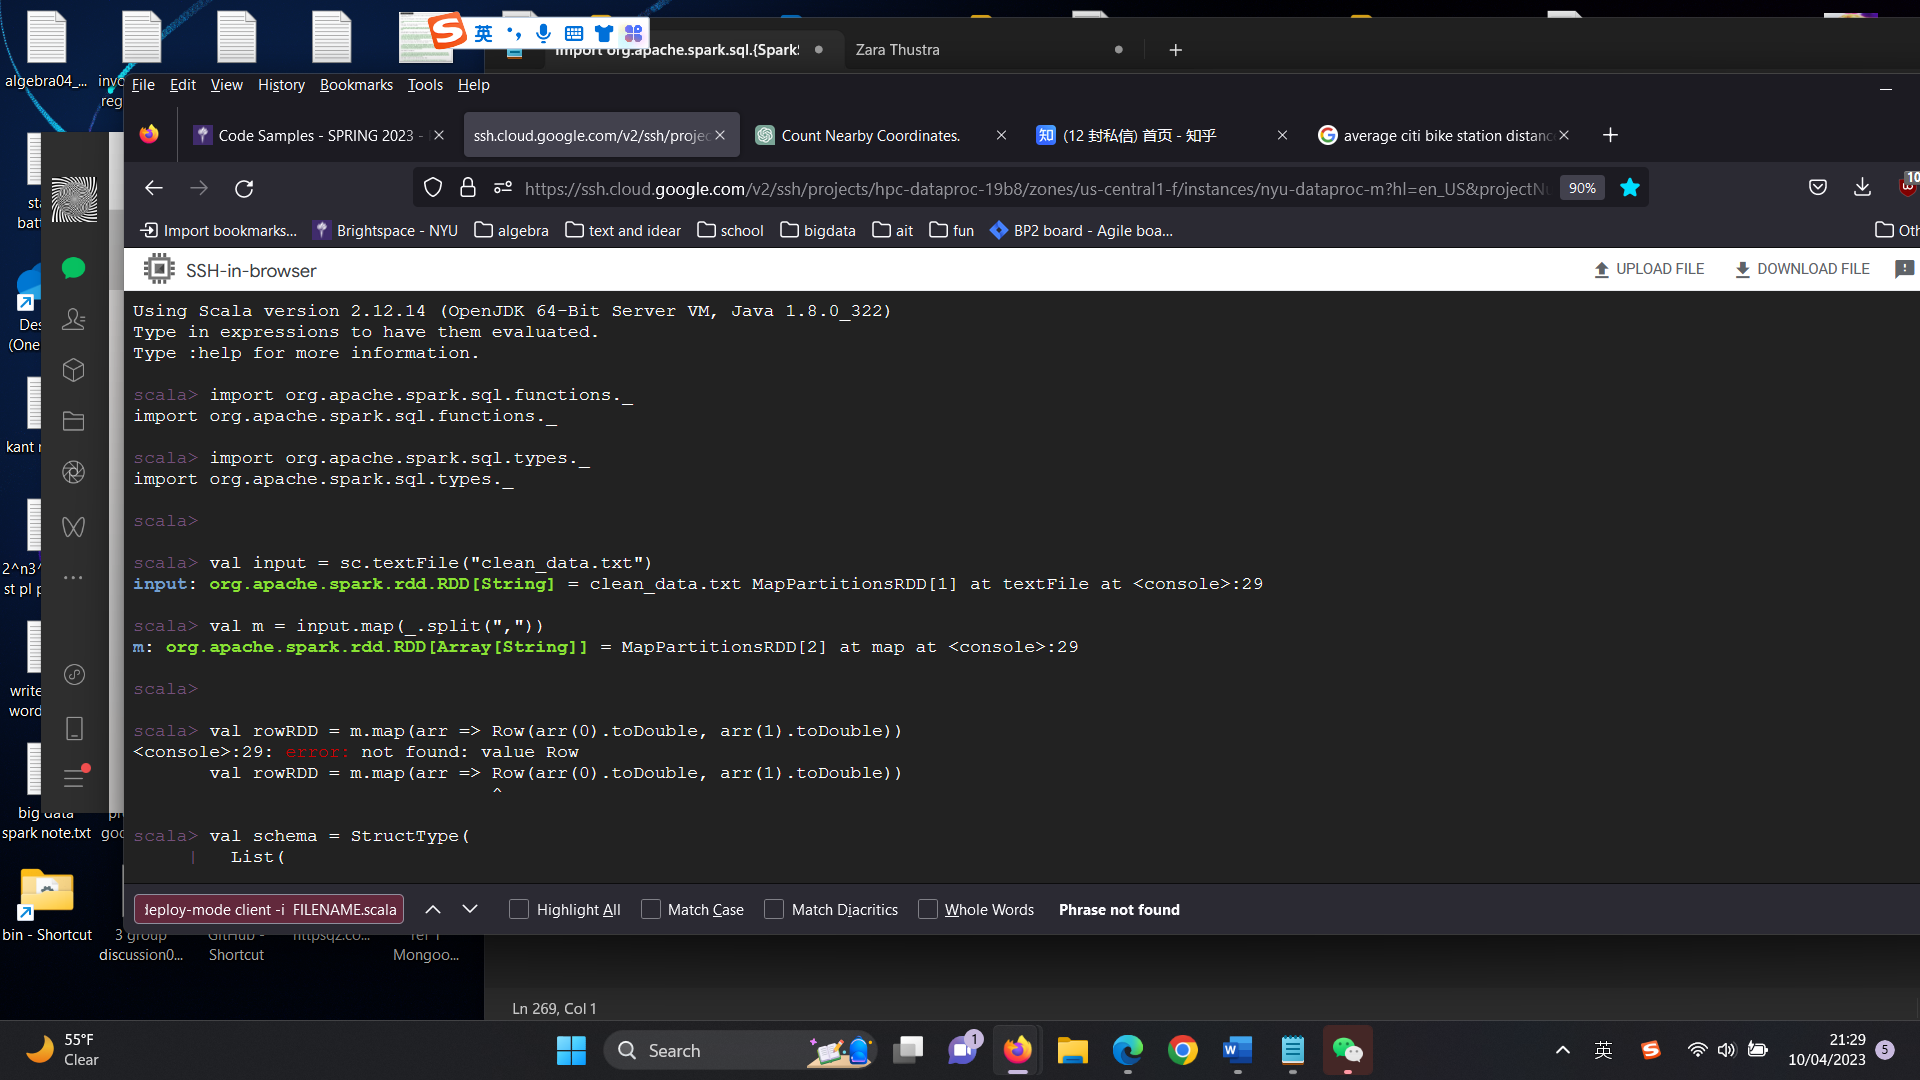 algebra04_...
英
import org.apache.spark.sql.{Spark
Zara Thustra
File Edit View History Bookmarks Tools Help
Code Samples - SPRING 2023 -
ssh.cloud.google.com/v2/ssh/projec
Count Nearby Coordinates.
(12 封私信) 首页 - 知乎
average citi bike station distanc
https://ssh.cloud.google.com/v2/ssh/projects/hpc-dataproc-19b8/zones/us-central1-f/instances/nyu-dataproc-m?hl=en_US&projectNu
90%
10
Import bookmarks...
Brightspace - NYU
algebra
text and idear
school
bigdata
ait
fun
BP2 board - Agile boa...
Oth
SSH-in-browser
UPLOAD FILE
DOWNLOAD FILE
Using Scala version 2.12.14 (OpenJDK 64-Bit Server VM, Java 1.8.0_322)
Type in expressions to have them evaluated.
Type :help for more information.
scala> import org.apache.spark.sql.functions._
import org.apache.spark.sql.functions._
scala> import org.apache.spark.sql.types._
import org.apache.spark.sql.types._
scala>
scala> val input = sc.textFile("clean_data.txt")
input: org.apache.spark.rdd.RDD[String] = clean_data.txt MapPartitionsRDD[1] at textFile at <console>:29
scala> val m = input.map(_.split(","))
m: org.apache.spark.rdd.RDD[Array[String]] = MapPartitionsRDD[2] at map at <console>:29
scala>
scala> val rowRDD = m.map(arr => Row(arr(0).toDouble, arr(1).toDouble))
<console>:29: error: not found: value Row
val rowRDD = m.map(arr => Row(arr(0).toDouble, arr(1).toDouble))
^
scala> val schema = StructType(
| List(
deploy-mode client -i FILENAME.scala
Highlight All
Match Case
Match Diacritics
Whole Words
Phrase not found
(One
kant
2^n3^
st pl p
write
word
big data
spark note.txt
bin - Shortcut
3 group
discussion0...
GitHub -
Shortcut
httpsqz.co...
Mongoo...
Ln 269, Col 1
55°F
Clear
Search
1
英
21:29
10/04/2023
5